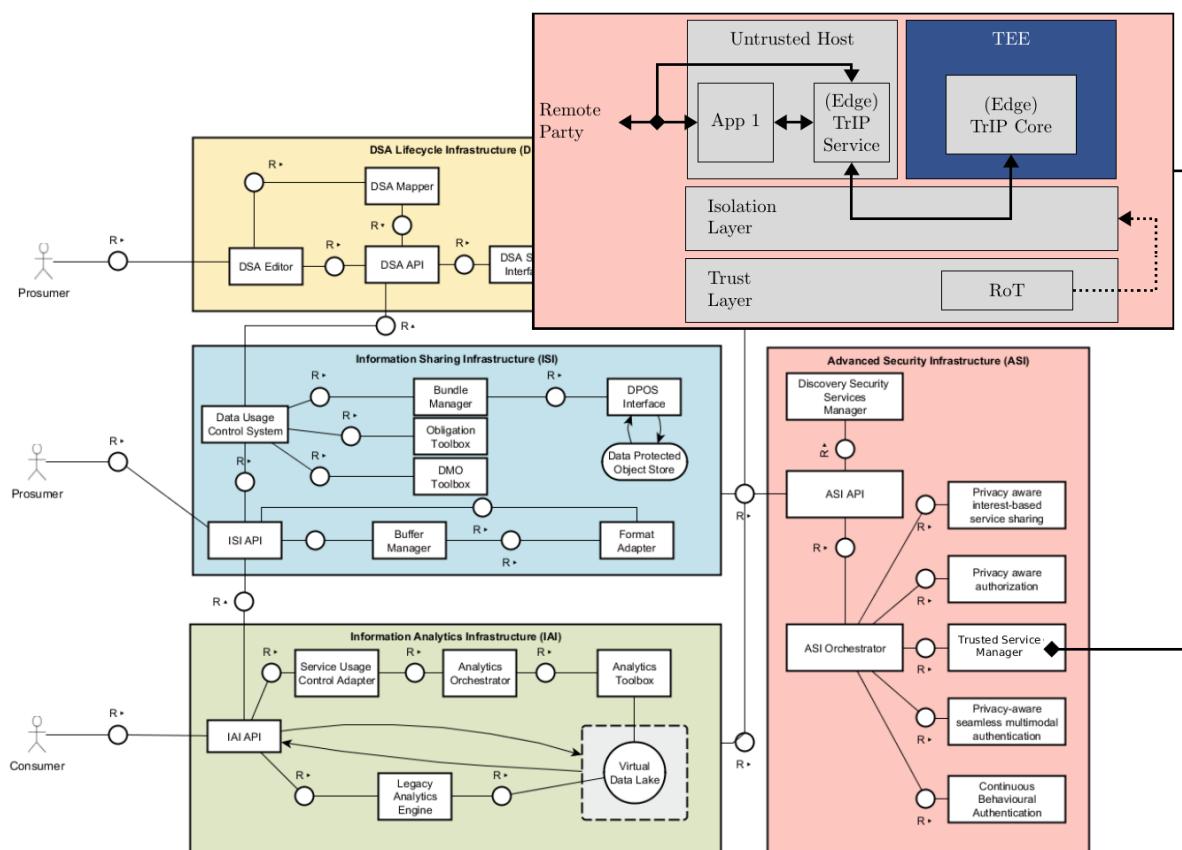 Untrusted Host
TEE
Remote
Party
App 1
(Edge)
TrIP
Service
(Edge)
TrIP Core
Isolation
Layer
Trust
Layer
RoT
DSA Lifecycle Infrastructure (D
R ►
DSA Mapper
R ▼
R ►
Prosumer
DSA Editor
R ►
DSA API
R ►
DSA S
Interfa
R ▲
Information Sharing Infrastructure (ISI)
R ►
Bundle
Manager
R ►
DPOS
Interface
Data Usage
Control System
R ►
Obligation
Toolbox
R ►
DMO
Toolbox
Data Protected
Object Store
R ►
Prosumer
R ►
ISI API
Buffer
Manager
R ►
R ►
Format
Adapter
R ►
R ▲
Advanced Security Infrastructure (ASI)
Discovery Security
Services
Manager
R ►
ASI API
R ►
ASI Orchestrator
Privacy aware
interest-based
service sharing
R ►
Privacy aware
authorization
R ►
Trusted Service
Manager
R ►
Privacy-aware
seamless multimodal
authentication
R ►
Continuous
Behavioural
Authentication
R ►
Information Analytics Infrastructure (IAI)
R ►
Service Usage
Control Adapter
R ►
Analytics
Orchestrator
R ►
Analytics
Toolbox
R ►
Consumer
IAI API
Virtual
Data Lake
R ►
Legacy
Analytics
Engine
R ►
R ►